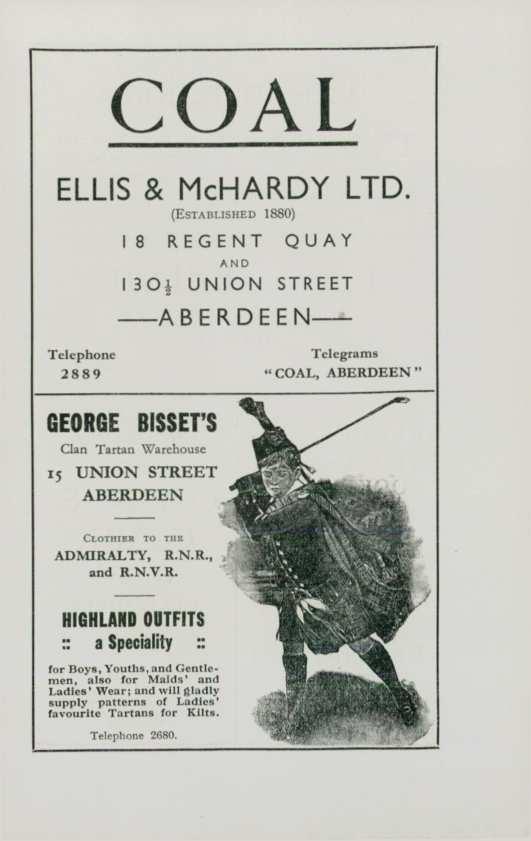 COAL
ELLIS & McHARDY LTD.
(ESTABLISHED 1880)
18 REGENT QUAY
AND
130½ UNION STREET
—ABERDEEN—
Telephone
2889
Telegrams
"COAL, ABERDEEN"
GEORGE BISSET'S
Clan Tartan Warehouse
15 UNION STREET
ABERDEEN
CLOTHIER TO THE
ADMIRALTY, R.N.R.,
and R.N.V.R.
HIGHLAND OUTFITS
:: a Speciality ::
for Boys, Youths, and Gentle-
men, also for Maids' and
Ladies' Wear; and will gladly
supply patterns of Ladies'
favourite Tartans for Kilts.
Telephone 2680.